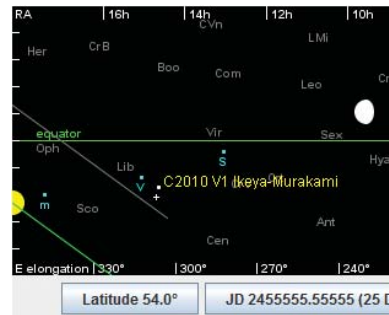 RA 16h 14h 12h 10h
CVn
LMi
Her CrB
Boo Com
Leo
equator Vir Sex
Oph
Lib S Hya
V C2010 V1 Ikeya-Murakami
m
Sco
Ant
Cen
E elongation 330° 300° 270° 240°
Latitude 54.0° JD 2455555.55555 (25 D